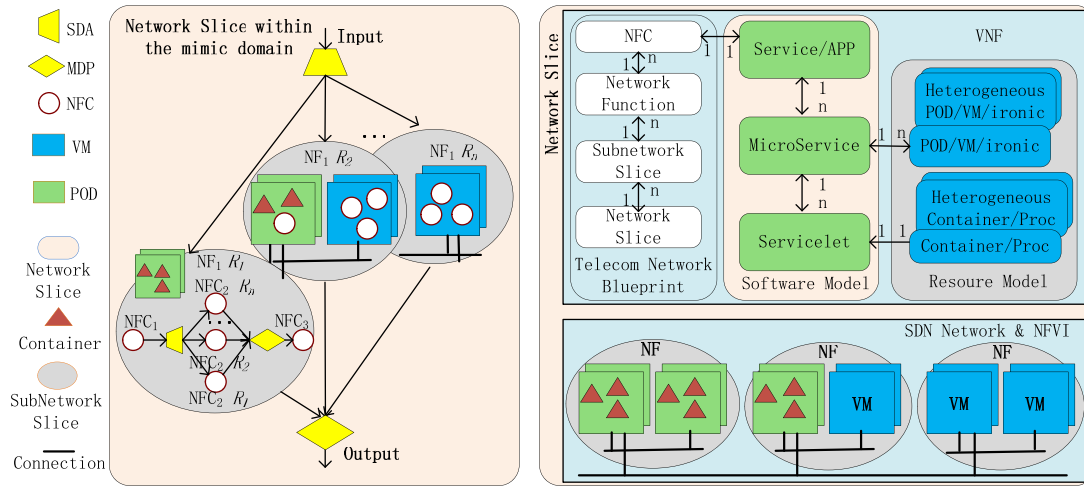 SDA
MDP
NFC
VM
POD
Network
Slice
Container
SubNetwork
Slice
Connection
Network Slice within
the mimic domain
Input
...
NF1 R2
NF1 Rn
NF1 R1
NFC2 Rn
...
NFC1
NFC3
NFC2 R2
NFC2 R1
Output
Network Slice
NFC
1
n
Network
Function
1
n
Subnetwork
Slice
1
n
Network
Slice
Telecom Network
Blueprint
1
1
Service/APP
1
n
MicroService
1
n
Servicelet
Software Model
1
n
1
1
VNF
Heterogeneous
POD/VM/ironic
POD/VM/ironic
Heterogeneous
Container/Proc
Container/Proc
Resoure Model
SDN Network & NFVI
NF
NF
NF
VM
VM
VM